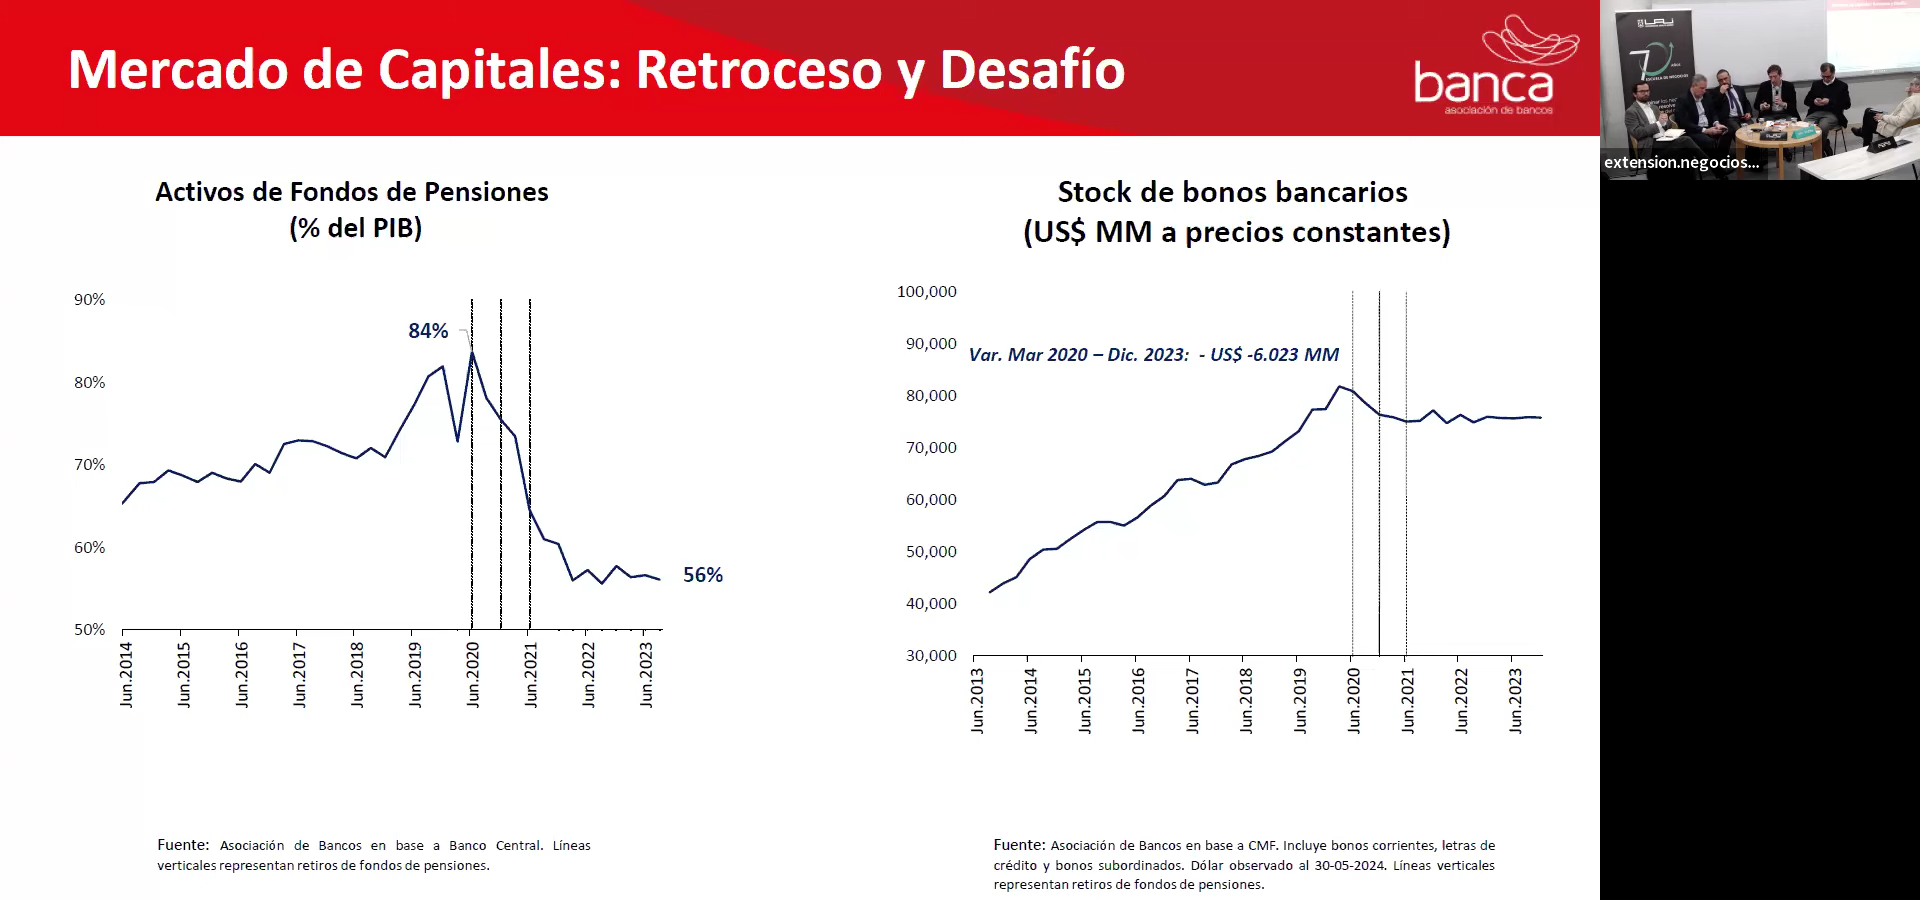 Mercado de Capitales: Retroceso y Desafío
banca
asociación de bancos
Activos de Fondos de Pensiones
(% del PIB)
90%
80%
70%
60%
50%
84%
56%
Jun.2014
Jun.2015
Jun.2016
Jun.2017
Jun.2018
Jun.2019
Jun.2020
Jun.2021
Jun.2022
Jun.2023
Fuente: Asociación de Bancos en base a Banco Central. Líneas
verticales representan retiros de fondos de pensiones.
Stock de bonos bancarios
(US$ MM a precios constantes)
100,000
90,000
80,000
70,000
60,000
50,000
40,000
30,000
Var. Mar 2020 – Dic. 2023: - US$ -6.023 MM
Jun.2013
Jun.2014
Jun.2015
Jun.2016
Jun.2017
Jun.2018
Jun.2019
Jun.2020
Jun.2021
Jun.2022
Jun.2023
Fuente: Asociación de Bancos en base a CMF. Incluye bonos corrientes, letras de
crédito y bonos subordinados. Dólar observado al 30-05-2024. Líneas verticales
representan retiros de fondos de pensiones.
ESCUELA DE NEGOCIOS
extension.negocios...